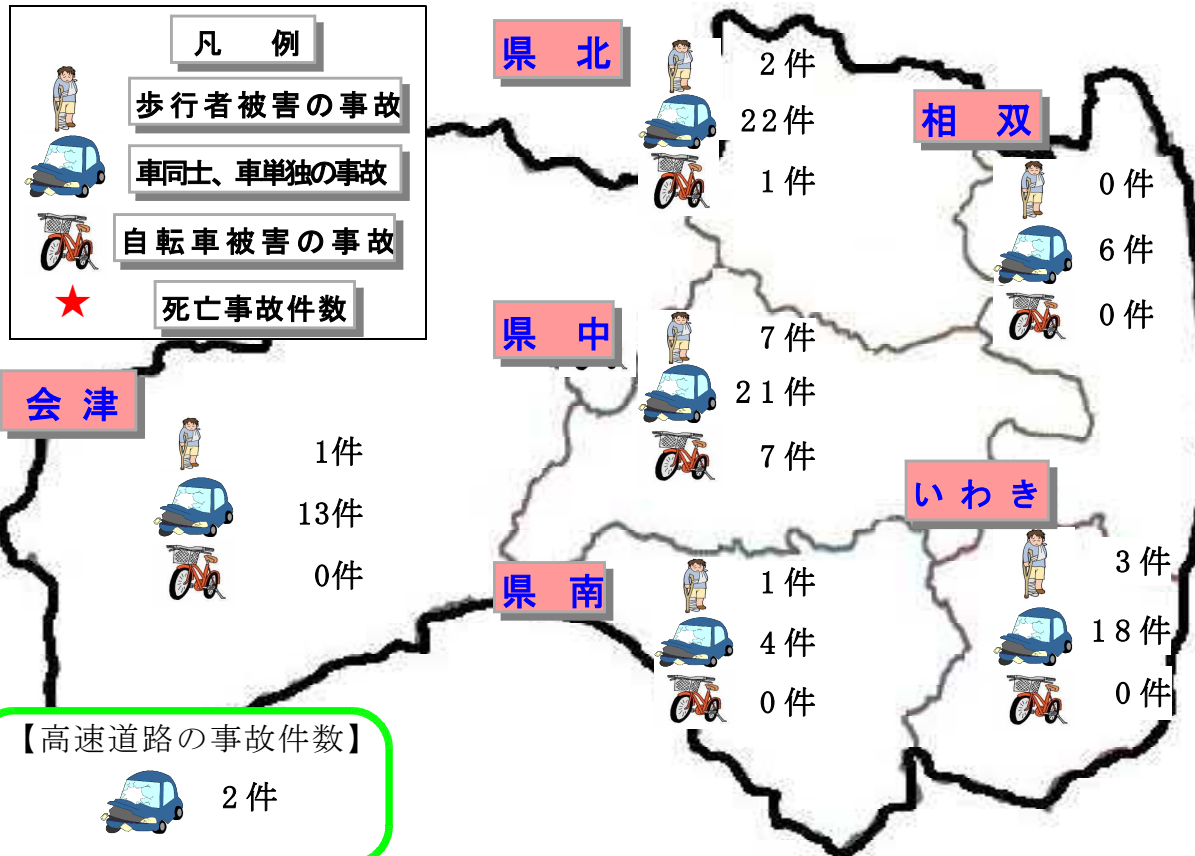 凡　例
歩行者被害の事故
車同士、車単独の事故
自転車被害の事故
死亡事故件数
県　北
2件
22件
1件
相　双
0件
6件
0件
県　中
7件
21件
7件
会　津
1件
13件
0件
いわき
3件
18件
0件
県　南
1件
4件
0件
【高速道路の事故件数】
2件